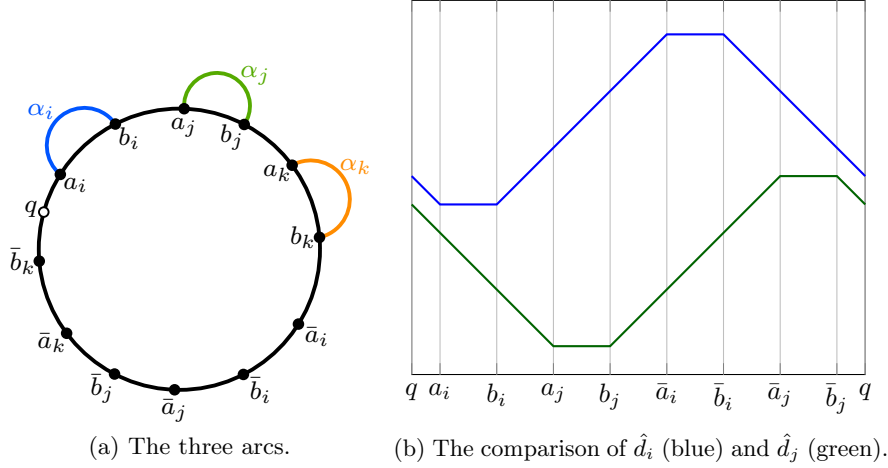 α_j
α_i
a_j
b_i
b_j
a_k
α_k
a_i
q
b_k
b̄_k
ā_i
ā_k
b̄_j
b̄_i
ā_j
q a_i b_i a_j b_j ā_i b̄_i ā_j b̄_j q
(a) The three arcs.
(b) The comparison of d̂_i (blue) and d̂_j (green).